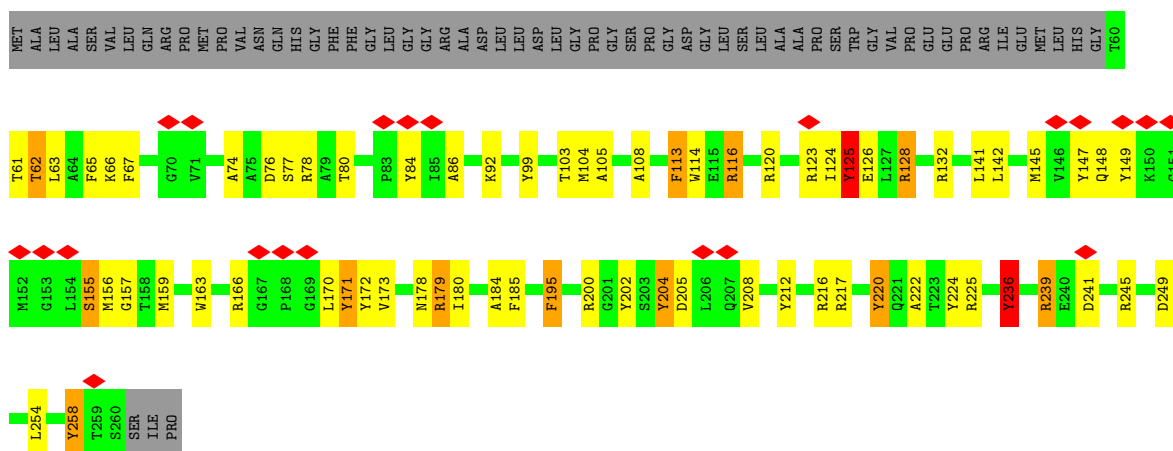 MET ALA LEU ALA SER VAL LEU GLN ARG PRO MET PRO VAL ASN GLN HIS GLY PHE PHE GLY LEU GLY GLY ARG ALA ASP LEU LEU ASP LEU GLY PRO GLY SER PRO GLY ASP GLY LEU SER LEU ALA ALA PRO SER TRP GLY VAL PRO GLU GLU PRO ARG ILE GLU MET LEU HIS GLY T60
T61 T62 L63 A64 F65 K66 F67 G70 V71 A74 A75 D76 S77 R78 A79 T80 P83 Y84 I85 A86 K92 Y99 T103 M104 A105 A108 F113 W114 E115 R116 R120 R123 I124 Y125 E126 L127 R128 R132 L141 L142 M145 V146 Y147 Q148 Y149 K150 G151
M152 G153 L154 S155 M156 G157 T158 M159 W163 R166 G167 P168 G169 L170 Y171 Y172 V173 N178 R179 I180 A184 F185 F195 R200 G201 Y202 S203 Y204 D205 L206 Q207 V208 Y212 R216 R217 Y220 Q221 A222 T223 Y224 R225 Y236 R239 E240 D241 R245 D249
L254 Y258 T259 S260 SER ILE PRO